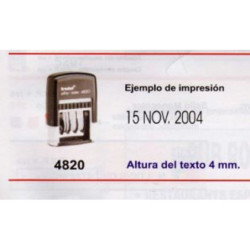 Ejemplo de impresión
15 NOV. 2004
4820
Altura del texto 4 mm.